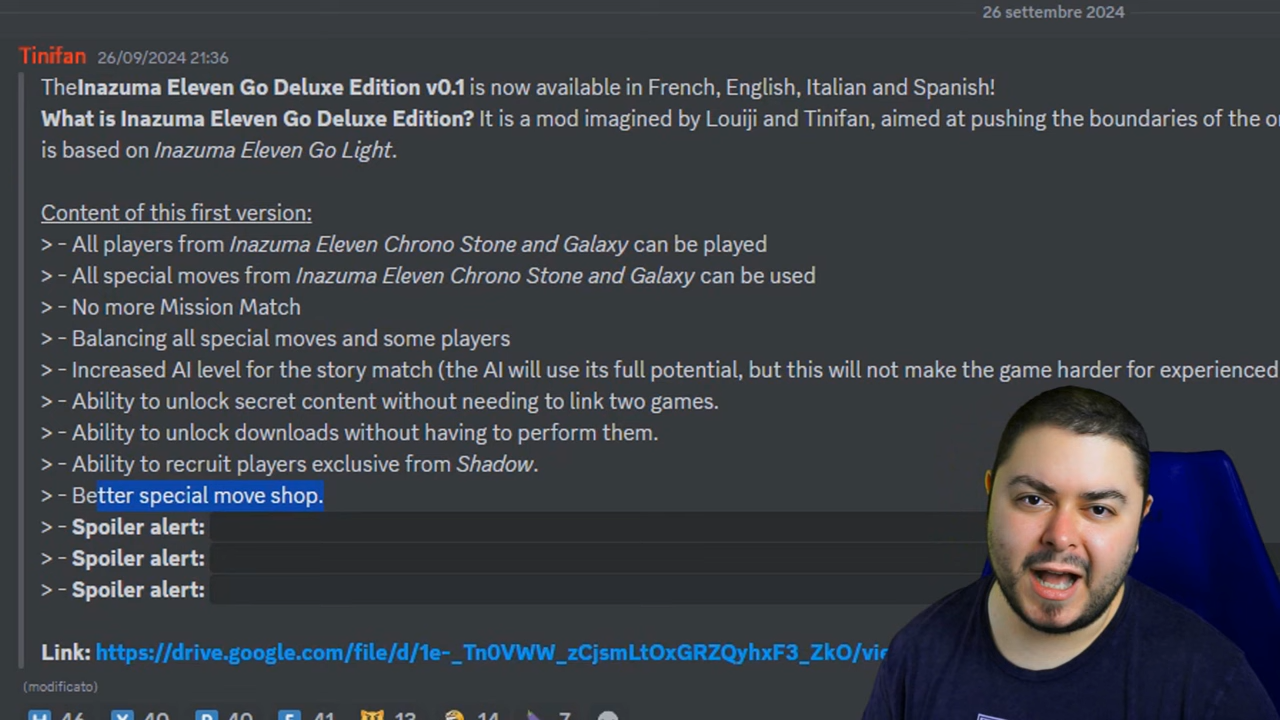 26 settembre 2024
Tinifan 26/09/2024 21:36
TheInazuma Eleven Go Deluxe Edition v0.1 is now available in French, English, Italian and Spanish!
What is Inazuma Eleven Go Deluxe Edition? It is a mod imagined by Louiji and Tinifan, aimed at pushing the boundaries of the
is based on Inazuma Eleven Go Light.
Content of this first version:
> - All players from Inazuma Eleven Chrono Stone and Galaxy can be played
> - All special moves from Inazuma Eleven Chrono Stone and Galaxy can be used
> - No more Mission Match
> - Balancing all special moves and some players
> - Increased AI level for the story match (the AI will use its full potential, but this will not make the game harder for experienced
> - Ability to unlock secret content without needing to link two games.
> - Ability to unlock downloads without having to perform them.
> - Ability to recruit players exclusive from Shadow.
> - Better special move shop.
> - Spoiler alert:
> - Spoiler alert:
> - Spoiler alert:
Link: https://drive.google.com/file/d/1e-_Tn0VWW_zCjsmLtOxGRZQyhxF3_ZkO/vie
(modificato)